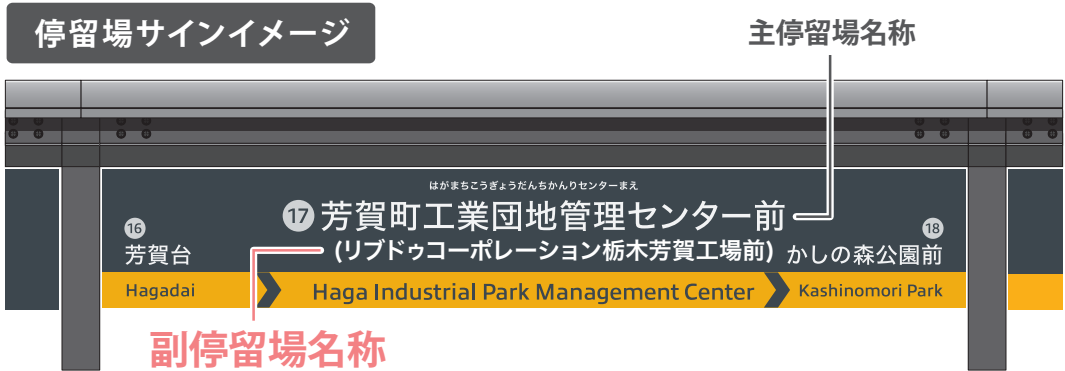 停留場サインイメージ
主停留場名称
はがまちこうぎょうだんちかんりセンターまえ
⑰芳賀町工業団地管理センター前
(リブドゥコーポレーション栃木芳賀工場前)
⑯
芳賀台
⑱
かしの森公園前
Hagadai
Haga Industrial Park Management Center
Kashinomori Park
副停留場名称